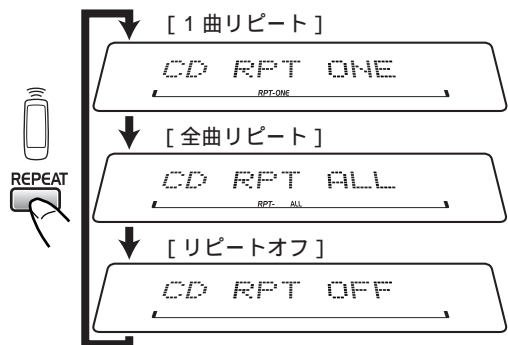 [ 1 曲リピート ]
CD RPT ONE
RPT-ONE
REPEAT
[ 全曲リピート ]
CD RPT ALL
RPT- ALL
[ リピートオフ ]
CD RPT OFF